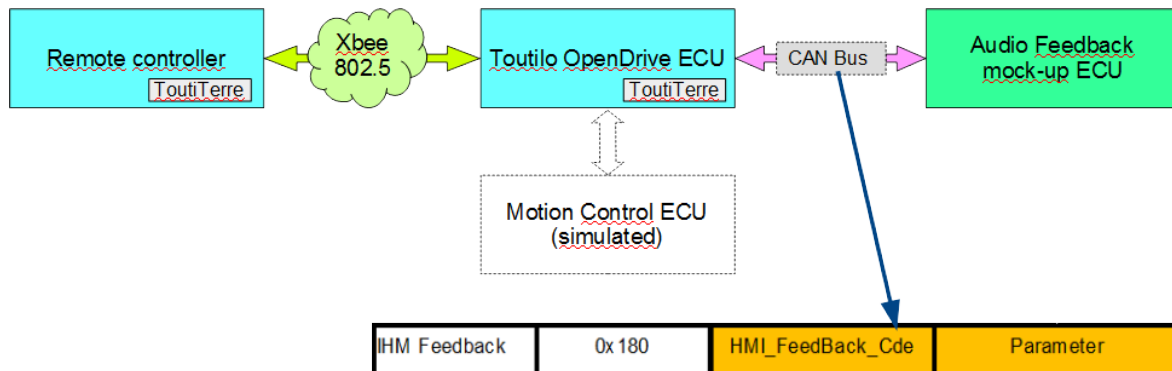 Remote controller
ToutiTerre
Xbee
802.5
Toutilo OpenDrive ECU
ToutiTerre
CAN Bus
Audio Feedback
mock-up ECU
Motion Control ECU
(simulated)
IHM Feedback
0x180
HMI_FeedBack_Cde
Parameter